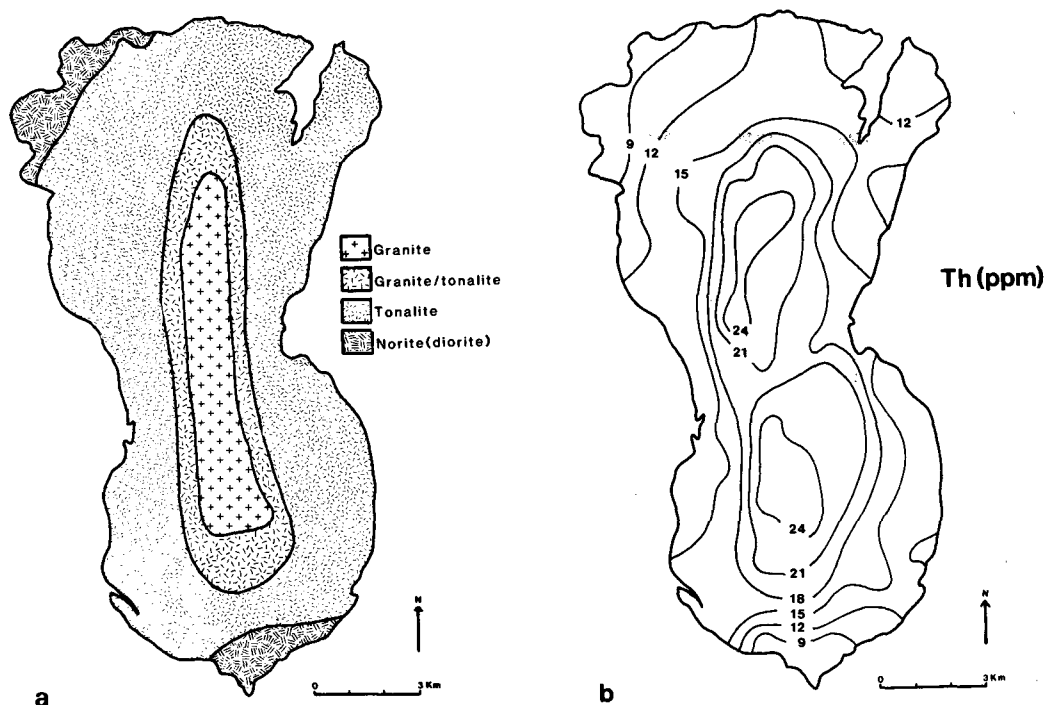 Granite
Granite/tonalite
Tonalite
Norite(diorite)
N
0 3 Km
a
9
12
12
15
Th (ppm)
24
21
24
21
18
15
12
9
N
0 3 Km
b